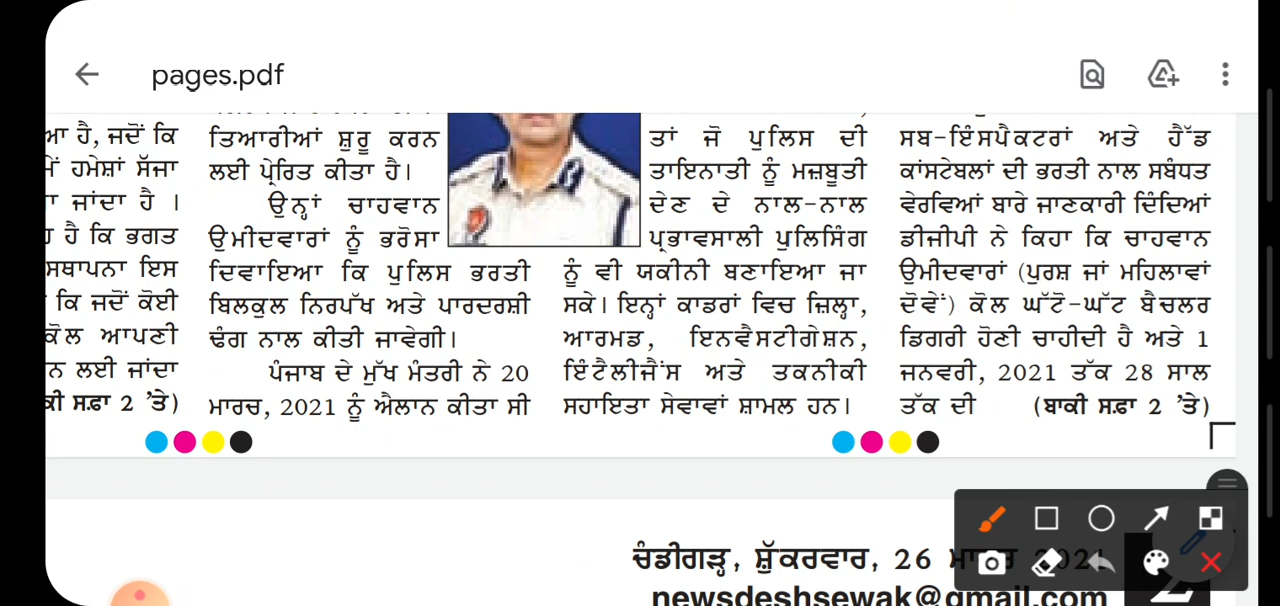 pages.pdf
ਆ ਹੈ, ਜਦੋਂ ਕਿ
ਹਮੇਸ਼ਾਂ ਸੱਜਾ
ਜਾਂਦਾ ਹੈ ।
ਹੈ ਕਿ ਭਗਤ
ਸਥਾਪਨਾ ਇਸ
ਕਿ ਜਦੋਂ ਕੋਈ
ਕੋਲ ਆਪਣੀ
ਨ ਲਈ ਜਾਂਦਾ
ਕੀ ਸਫ਼ਾ 2 ’ਤੇ)
ਤਿਆਰੀਆਂ ਸ਼ੁਰੂ ਕਰਨ
ਲਈ ਪ੍ਰੇਰਿਤ ਕੀਤਾ ਹੈ।
ਉਨ੍ਹਾਂ ਚਾਹਵਾਨ
ਉਮੀਦਵਾਰਾਂ ਨੂੰ ਭਰੋਸਾ
ਦਿਵਾਇਆ ਕਿ ਪੁਲਿਸ ਭਰਤੀ
ਬਿਲਕੁਲ ਨਿਰਪੱਖ ਅਤੇ ਪਾਰਦਰਸ਼ੀ
ਢੰਗ ਨਾਲ ਕੀਤੀ ਜਾਵੇਗੀ।
ਪੰਜਾਬ ਦੇ ਮੁੱਖ ਮੰਤਰੀ ਨੇ 20
ਮਾਰਚ, 2021 ਨੂੰ ਐਲਾਨ ਕੀਤਾ ਸੀ
ਤਾਂ ਜੋ ਪੁਲਿਸ ਦੀ
ਤਾਇਨਾਤੀ ਨੂੰ ਮਜ਼ਬੂਤੀ
ਦੇਣ ਦੇ ਨਾਲ-ਨਾਲ
ਪ੍ਰਭਾਵਸਾਲੀ ਪੁਲਿਸਿੰਗ
ਨੂੰ ਵੀ ਯਕੀਨੀ ਬਣਾਇਆ ਜਾ
ਸਕੇ। ਇਨ੍ਹਾਂ ਕਾਡਰਾਂ ਵਿਚ ਜ਼ਿਲ੍ਹਾ,
ਆਰਮਡ, ਇਨਵੈਸਟੀਗੇਸ਼ਨ,
ਇੰਟੈਲੀਜੈਂਸ ਅਤੇ ਤਕਨੀਕੀ
ਸਹਾਇਤਾ ਸੇਵਾਵਾਂ ਸ਼ਾਮਲ ਹਨ।
ਸਬ-ਇੰਸਪੈਕਟਰਾਂ ਅਤੇ ਹੈੱਡ
ਕਾਂਸਟੇਬਲਾਂ ਦੀ ਭਰਤੀ ਨਾਲ ਸਬੰਧਤ
ਵੇਰਵਿਆਂ ਬਾਰੇ ਜਾਣਕਾਰੀ ਦਿੰਦਿਆਂ
ਡੀਜੀਪੀ ਨੇ ਕਿਹਾ ਕਿ ਚਾਹਵਾਨ
ਉਮੀਦਵਾਰਾਂ (ਪੁਰਸ਼ ਜਾਂ ਮਹਿਲਾਵਾਂ
ਦੋਵੇਂ) ਕੋਲ ਘੱਟੋ-ਘੱਟ ਬੈਚਲਰ
ਡਿਗਰੀ ਹੋਣੀ ਚਾਹੀਦੀ ਹੈ ਅਤੇ 1
ਜਨਵਰੀ, 2021 ਤੱਕ 28 ਸਾਲ
ਤੱਕ ਦੀ (ਬਾਕੀ ਸਫ਼ਾ 2 ’ਤੇ)
ਚੰਡੀਗੜ੍ਹ, ਸ਼ੁੱਕਰਵਾਰ, 26
newsdeshsewak@gmail.com